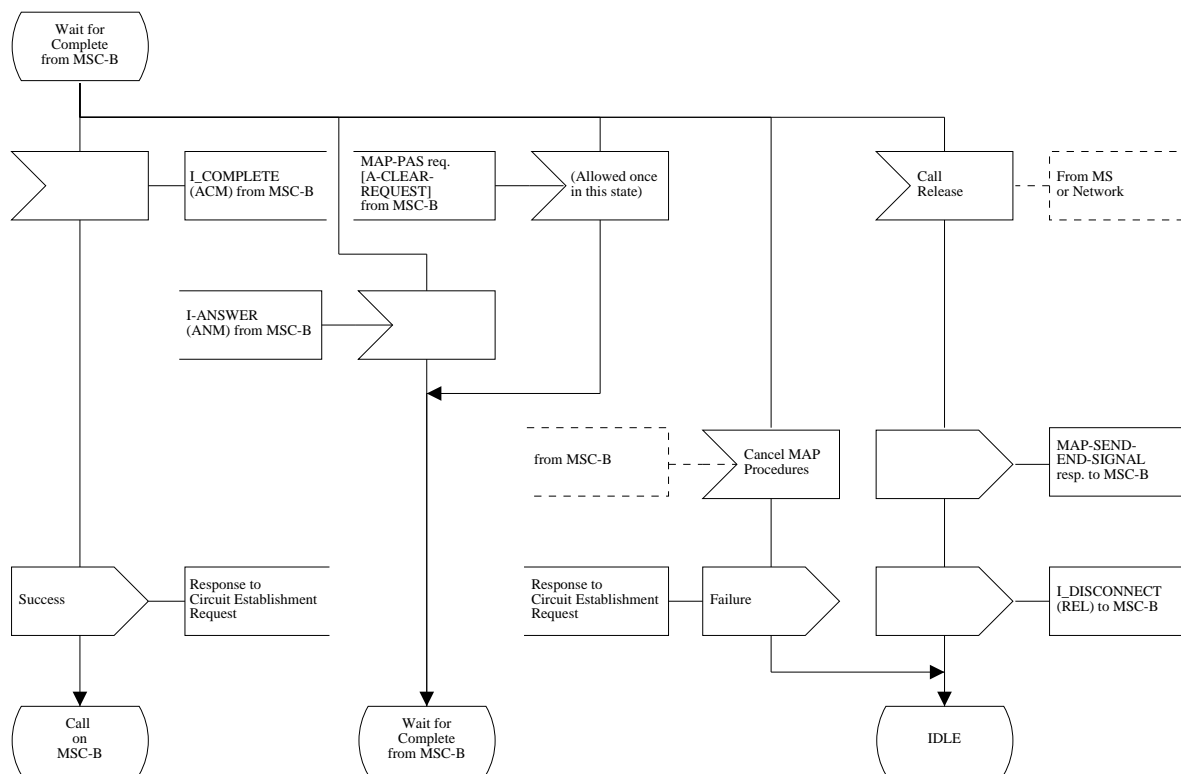 Wait for
Complete
from MSC-B
I_COMPLETE
(ACM) from MSC-B
MAP-PAS req.
[A-CLEAR-
REQUEST]
from MSC-B
(Allowed once
in this state)
Call
Release
From MS
or Network
I-ANSWER
(ANM) from MSC-B
from MSC-B
Cancel MAP
Procedures
MAP-SEND-
END-SIGNAL
resp. to MSC-B
Success
Response to
Circuit Establishment
Request
Response to
Circuit Establishment
Request
Failure
I_DISCONNECT
(REL) to MSC-B
Call
on
MSC-B
Wait for
Complete
from MSC-B
IDLE